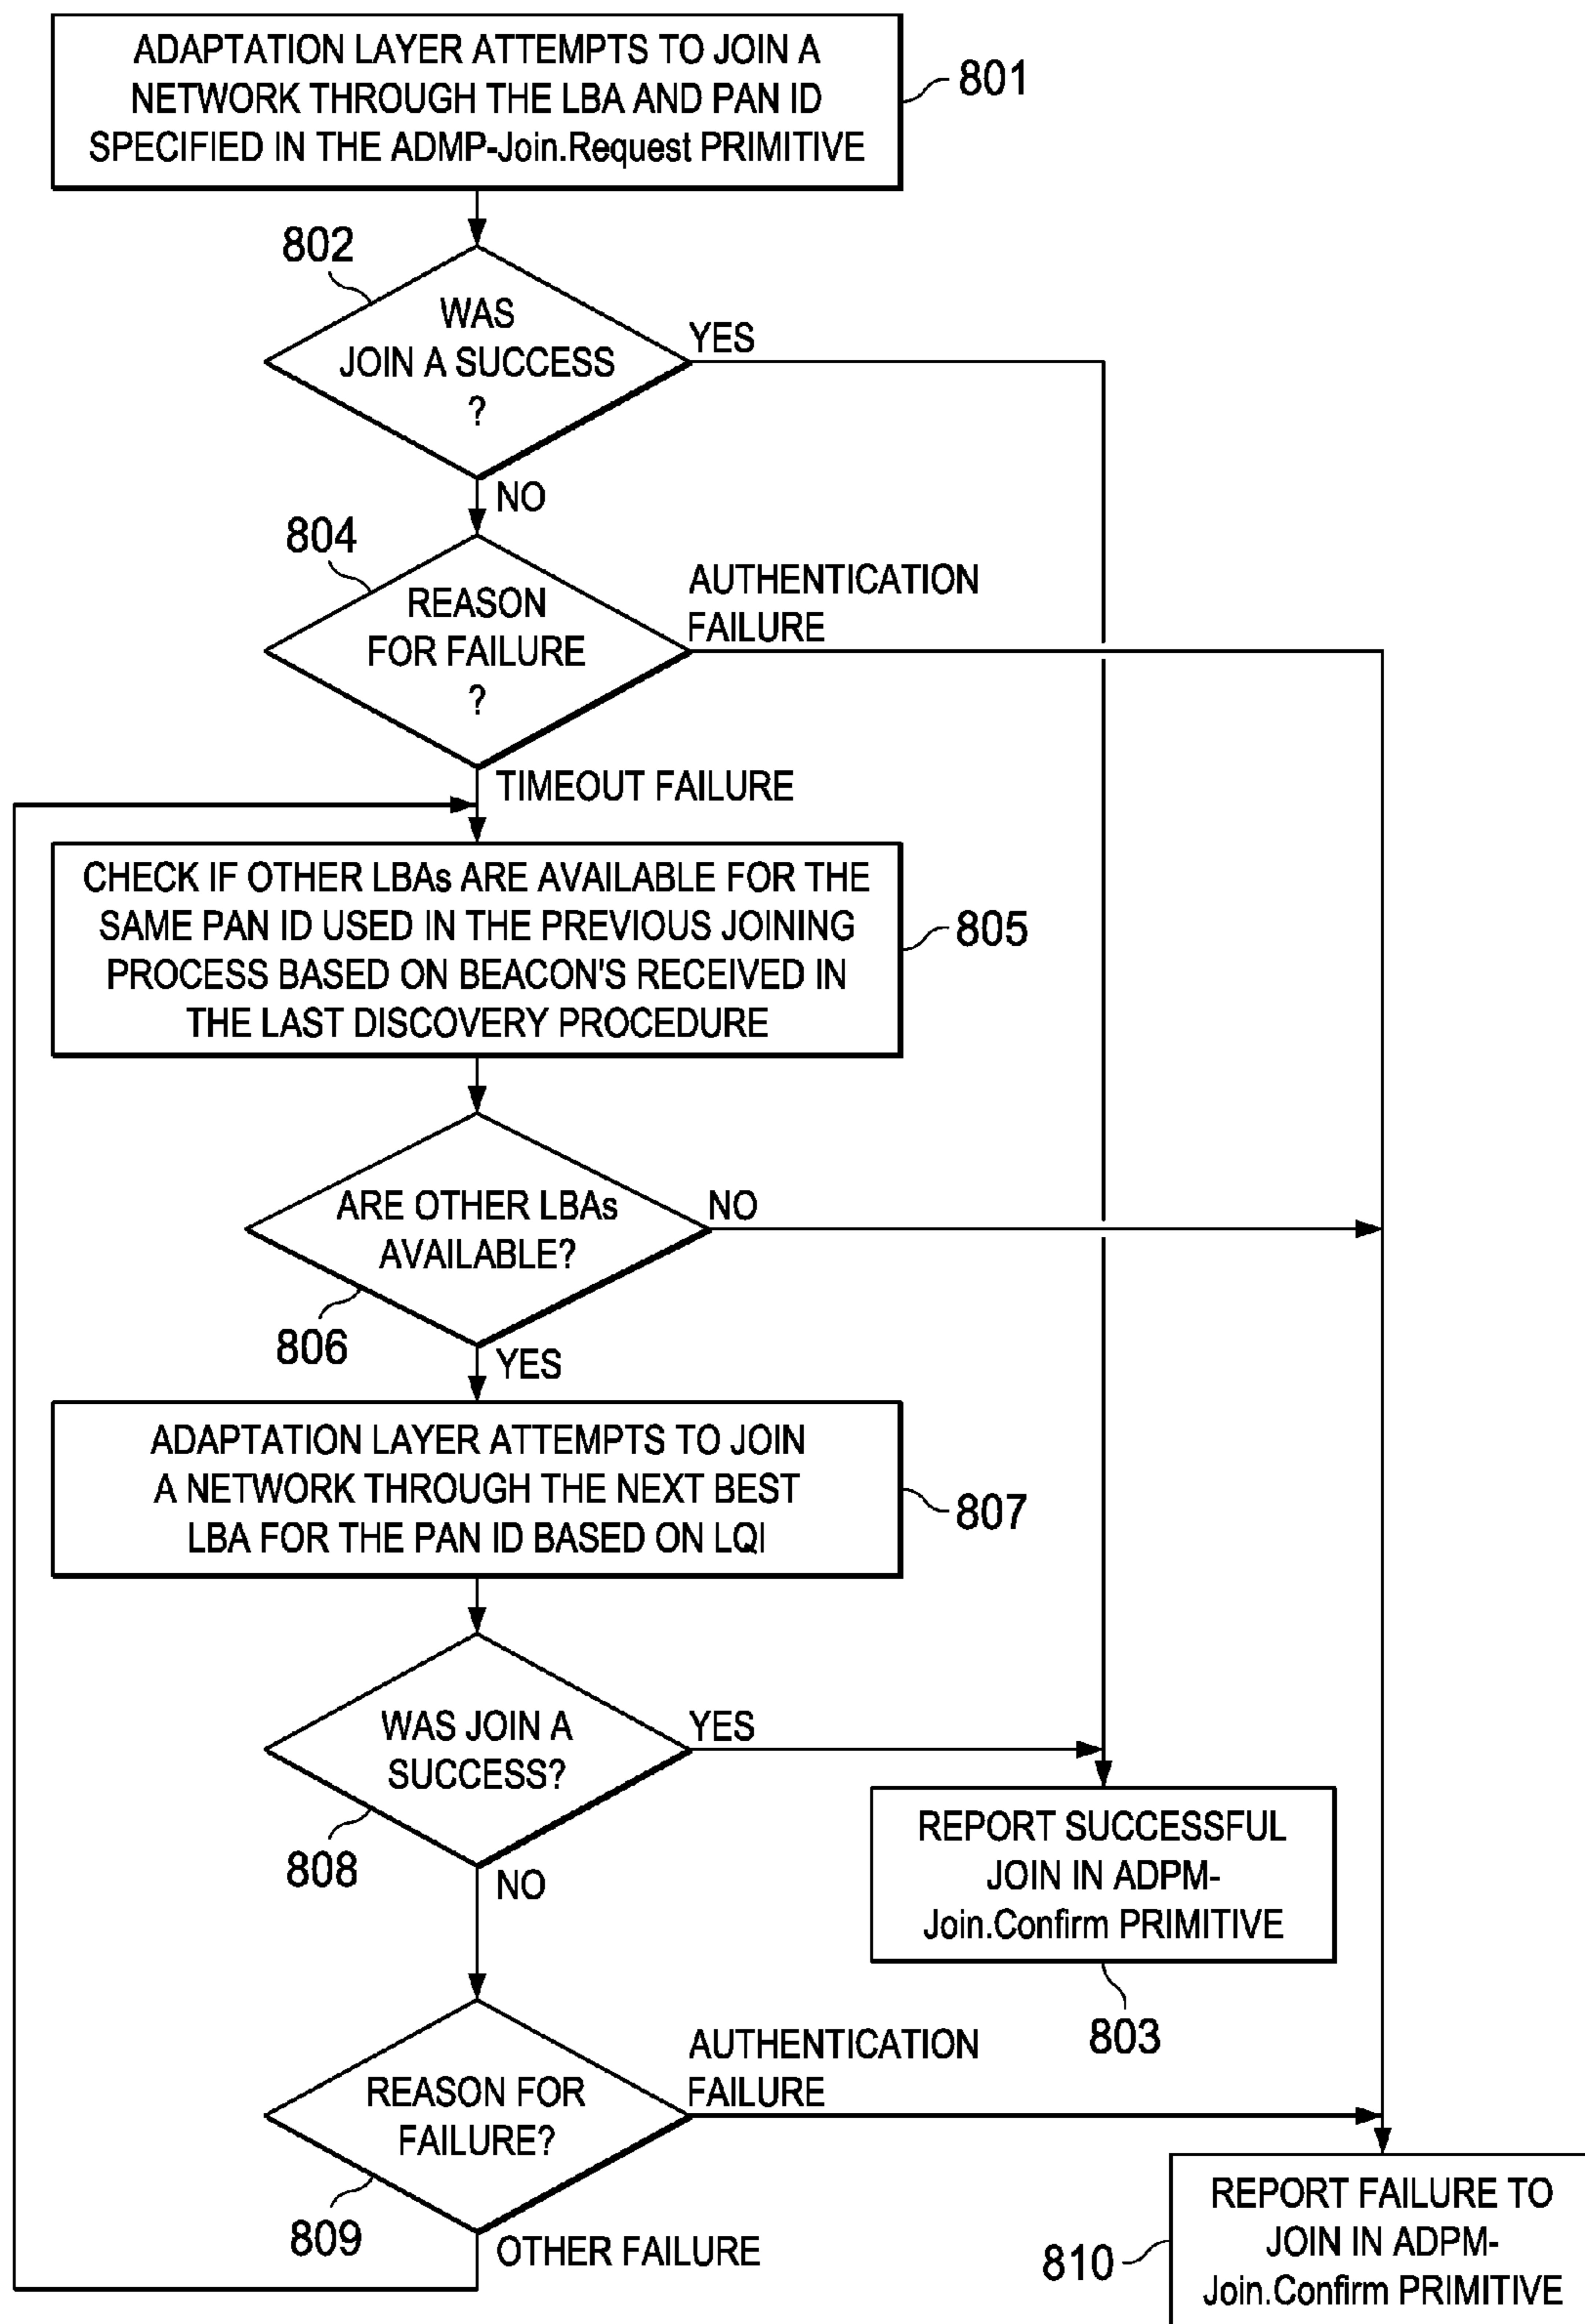 ADAPTATION LAYER ATTEMPTS TO JOIN A
NETWORK THROUGH THE LBA AND PAN ID
SPECIFIED IN THE ADMP-Join.Request PRIMITIVE
801
802
WAS
JOIN A SUCCESS
?
YES
NO
804
REASON
FOR FAILURE
?
AUTHENTICATION
FAILURE
TIMEOUT FAILURE
CHECK IF OTHER LBAs ARE AVAILABLE FOR THE
SAME PAN ID USED IN THE PREVIOUS JOINING
PROCESS BASED ON BEACON'S RECEIVED IN
THE LAST DISCOVERY PROCEDURE
805
ARE OTHER LBAs
AVAILABLE?
NO
806
YES
ADAPTATION LAYER ATTEMPTS TO JOIN
A NETWORK THROUGH THE NEXT BEST
LBA FOR THE PAN ID BASED ON LQI
807
WAS JOIN A
SUCCESS?
YES
808
NO
REPORT SUCCESSFUL
JOIN IN ADPM-
Join.Confirm PRIMITIVE
803
REASON FOR
FAILURE?
AUTHENTICATION
FAILURE
809
OTHER FAILURE
REPORT FAILURE TO
JOIN IN ADPM-
Join.Confirm PRIMITIVE
810